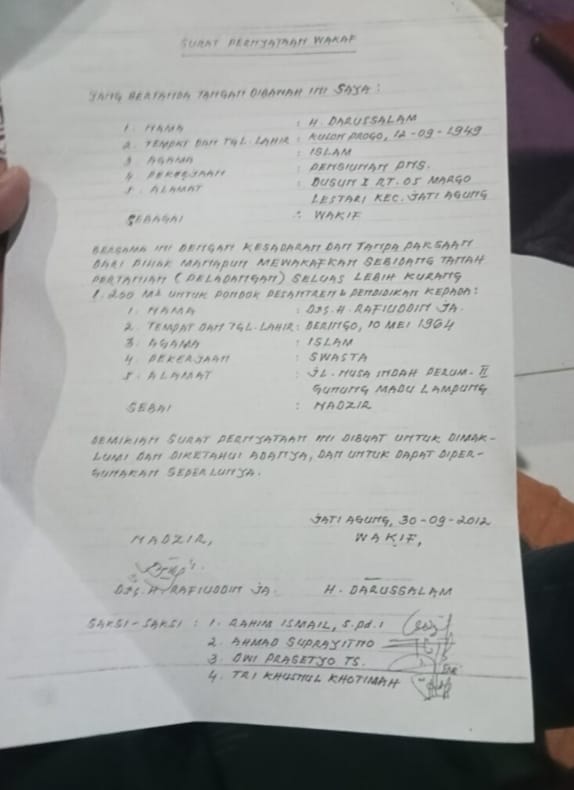 SURAT PERNYATAAN WAKAF
YANG BERTANDA TANGAN DIBAWAH INI SAYA :
1. NAMA : H. DARUSSALAM
2. TEMPAT DAN TGL. LAHIR : KULON PROGO, 12-09-1949
3. AGAMA : ISLAM
4. PEKERJAAN : PENSIUNAN PNS.
5. ALAMAT : DUSUN I RT. 05 MARGO
LESTARI KEC. JATI AGUNG
SEBAGAI : WAKIF
BERSAMA INI DENGAN KESADARAN DAN TANPA PAKSAAN
DARI PIHAK MANAPUN MEWAKAFKAN SEBIDANG TANAH
PERTANIAN (PELADANGAN) SELUAS LEBIH KURANG
1.200 M2 UNTUK PONDOK PESANTREN & PENDIDIKAN KEPADA :
1. NAMA : DRS. H. RAFIUDDIN JA.
2. TEMPAT DAN TGL. LAHIR : BERINGO, 10 MEI 1964
3. AGAMA : ISLAM
4. PEKERJAAN : SWASTA
5. ALAMAT : JL. NUSA INDAH PERUM. II
GUNUNG MADU LAMPUNG
SEBAI : NADZIR
DEMIKIAN SURAT PERNYATAAN INI DIBUAT UNTUK DIMAK-
LUMI DAN DIKETAHUI ADANYA, DAN UNTUK DAPAT DIPER-
GUNAKAN SEPERLUNYA.
JATI AGUNG, 30-09-2012
NADZIR, WAKIF,
DRS. H. RAFIUDDIN JA. H. DARUSSALAM
SAKSI-SAKSI : 1. RAHIM ISMAIL, S.Pd.I
2. AHMAD SUPRAYITNO
3. DWI PRASETYO TS.
4. TRI KHUSNUL KHOTIMAH